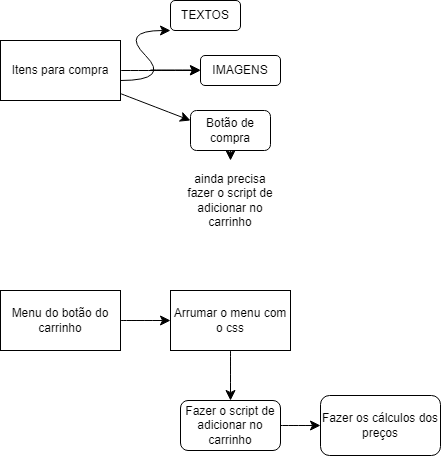 TEXTOS
Itens para compra
IMAGENS
Botão de
compra
ainda precisa
fazer o script de
adicionar no
carrinho
Menu do botão do
carrinho
Arrumar o menu com
o css
Fazer o script de
adicionar no
carrinho
Fazer os cálculos dos
preços